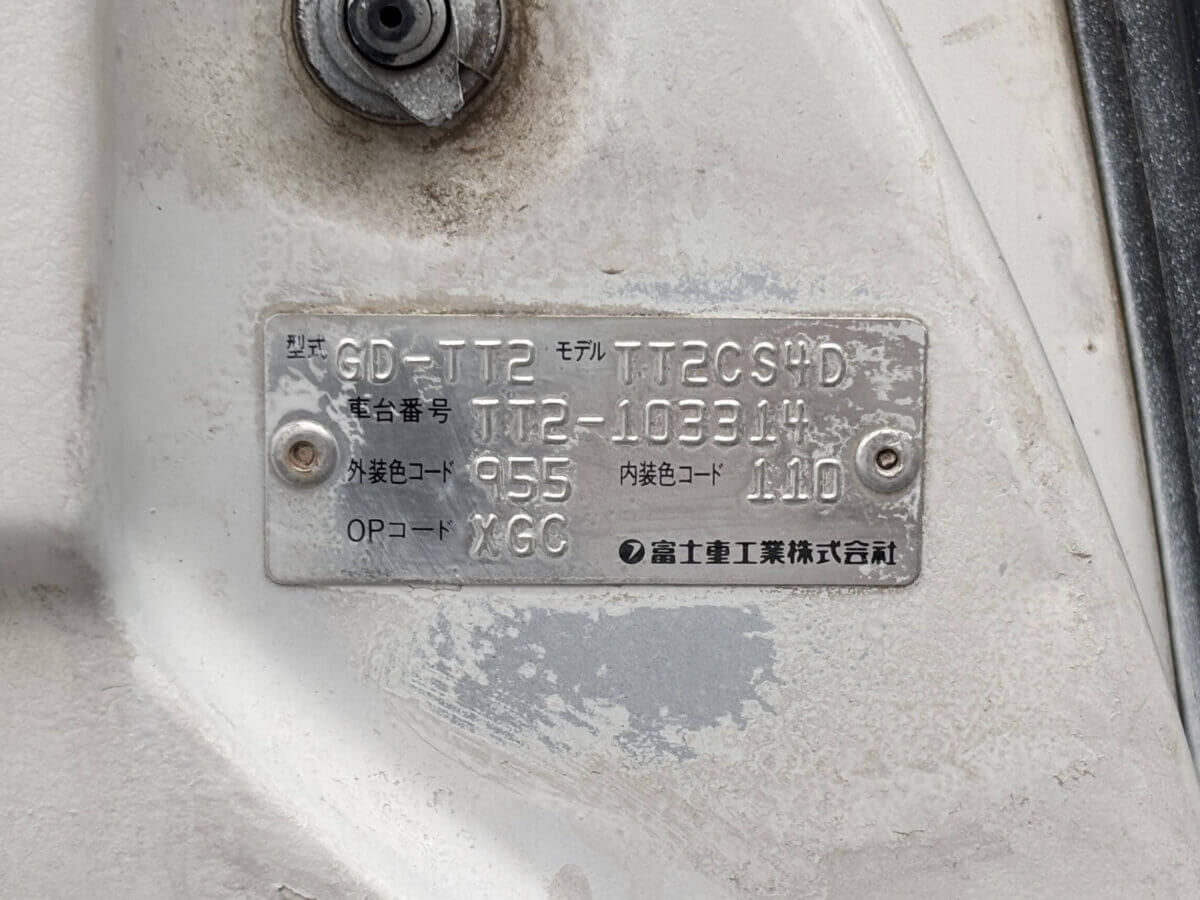 型式 GD-TT2 モデル TT2CS4D
車台番号 TT2-103314
外装色コード 955 内装色コード 110
OPコード XGC
富士重工業株式会社